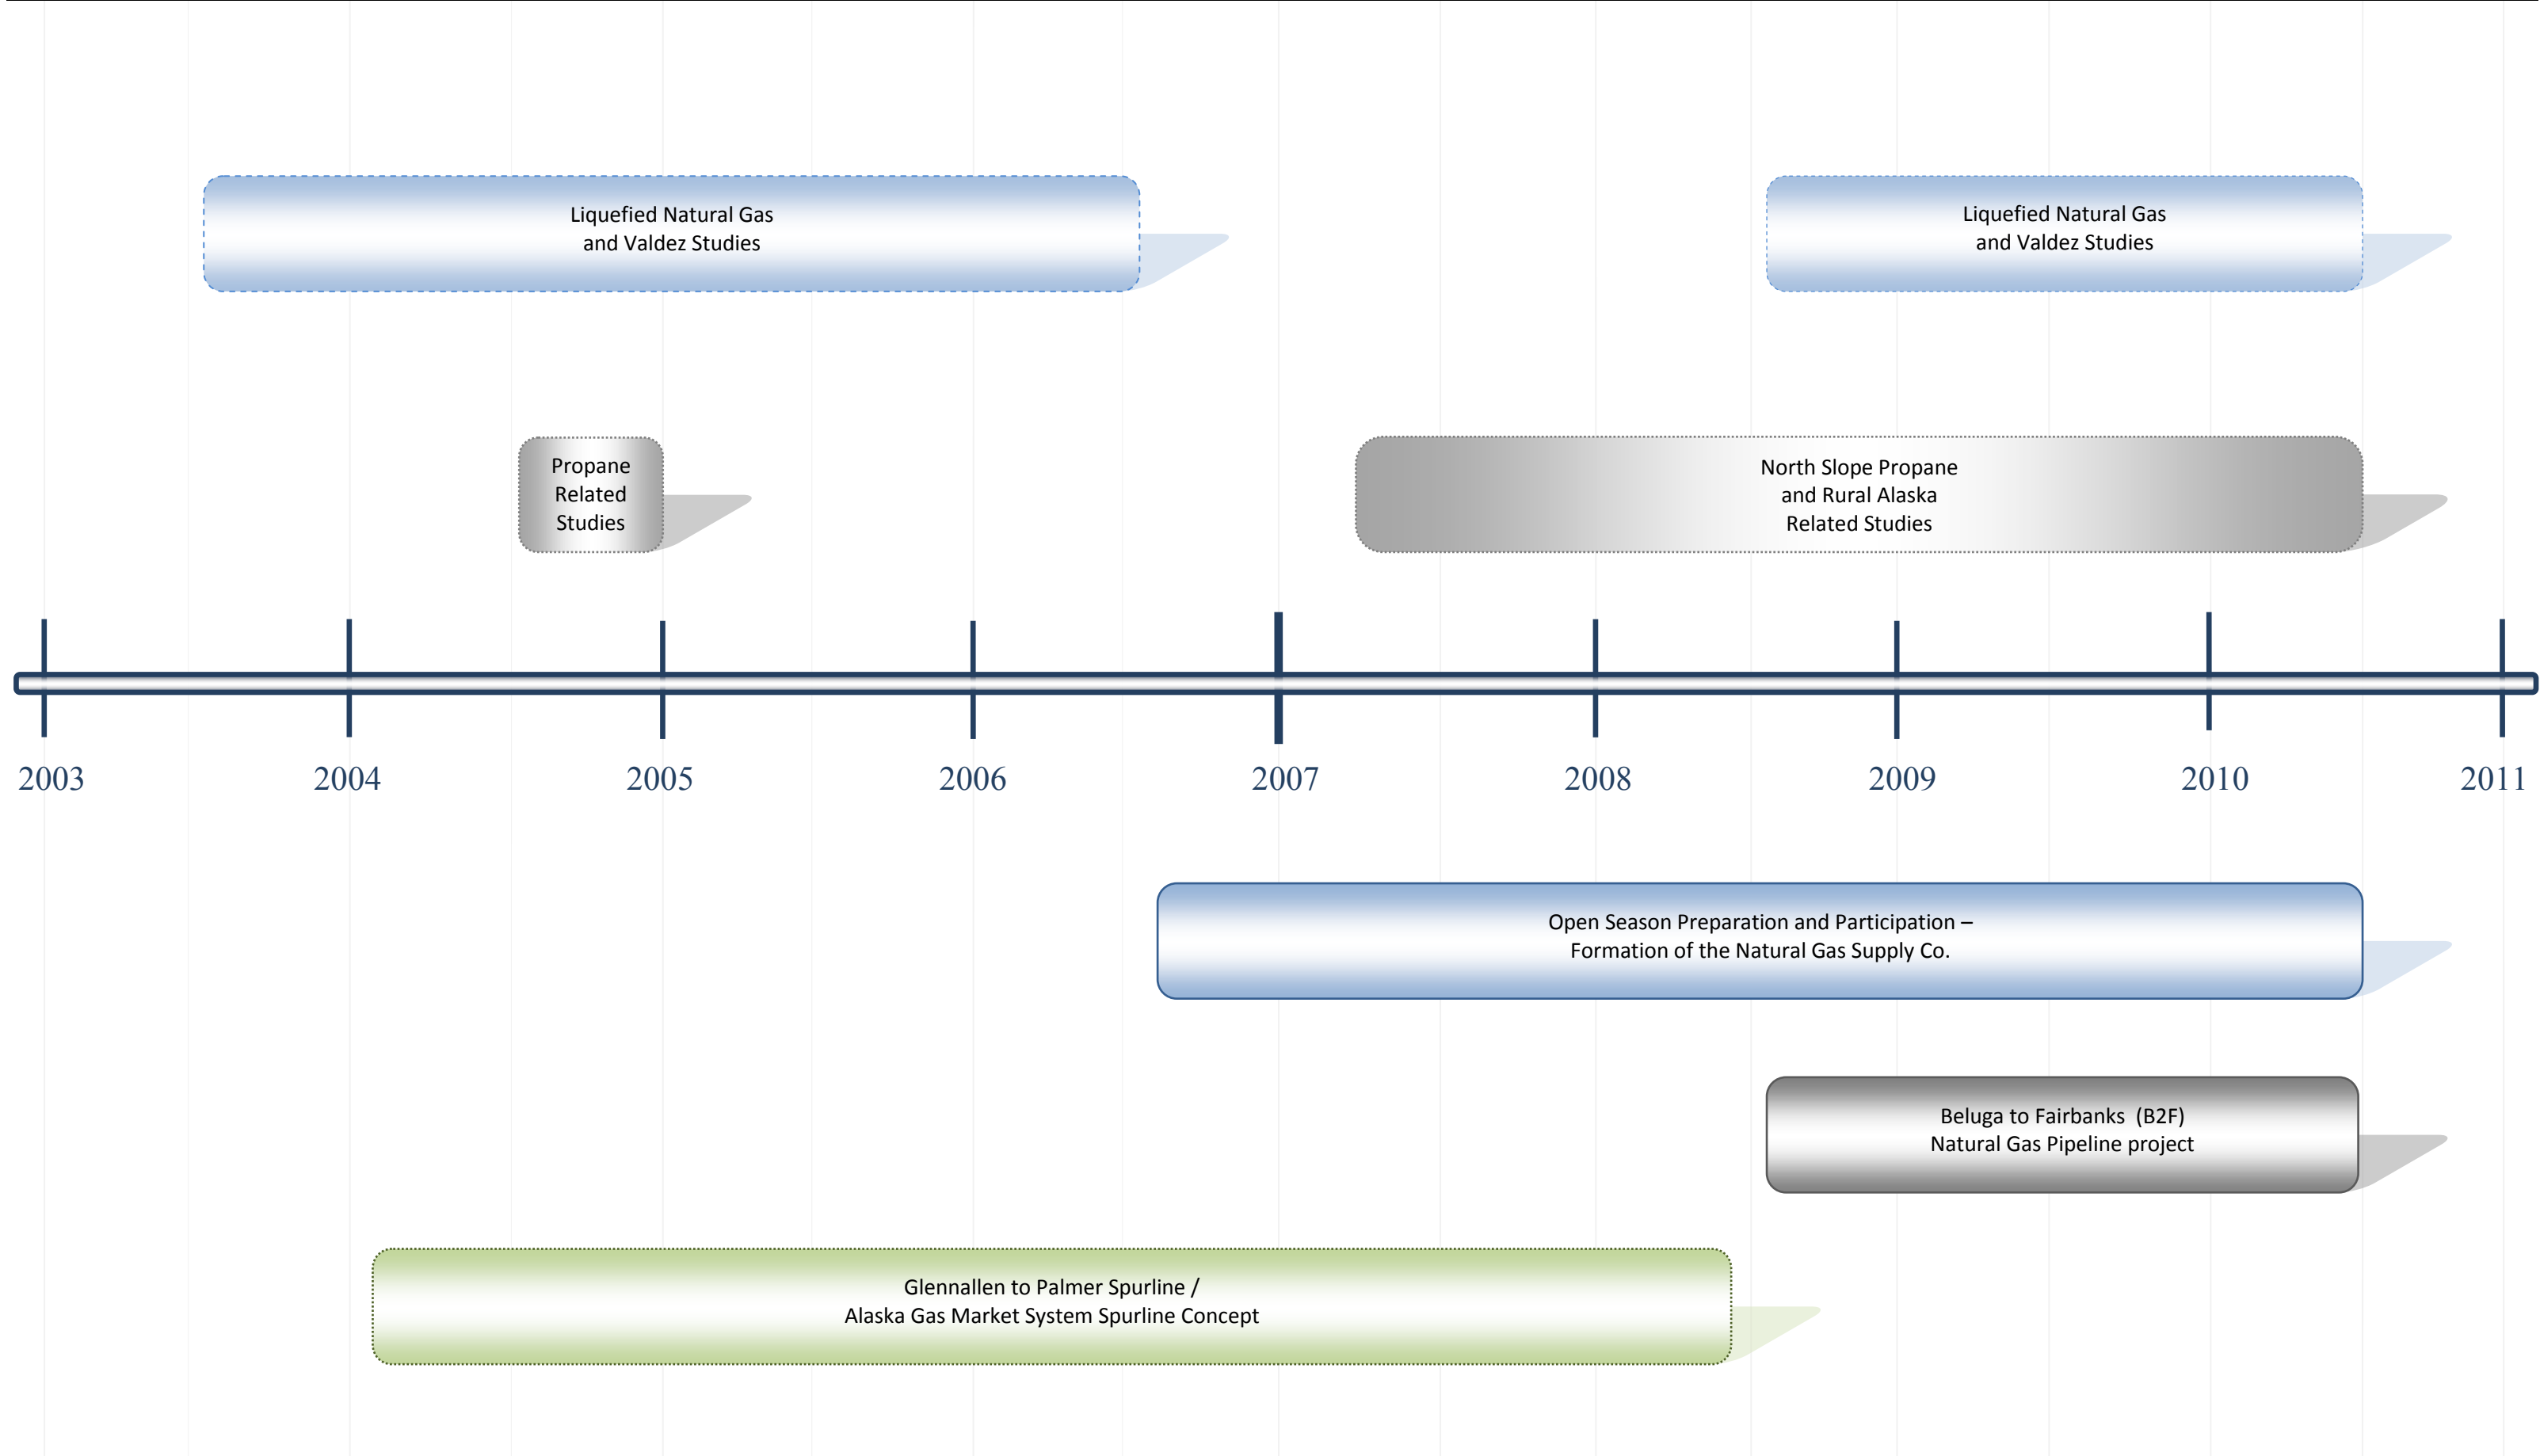 Liquefied Natural Gas
and Valdez Studies
Liquefied Natural Gas
and Valdez Studies
Propane
Related
Studies
North Slope Propane
and Rural Alaska
Related Studies
2003
2004
2005
2006
2007
2008
2009
2010
2011
Open Season Preparation and Participation –
Formation of the Natural Gas Supply Co.
Beluga to Fairbanks (B2F)
Natural Gas Pipeline project
Glennallen to Palmer Spurline /
Alaska Gas Market System Spurline Concept